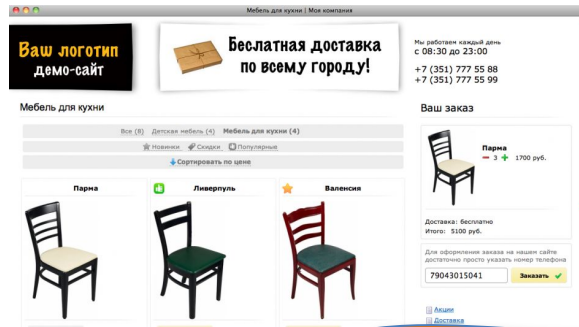 Мебель для кухни | Моя компания
Ваш логотип
демо-сайт
Бесплатная доставка
по всему городу!
Мы работаем каждый день
с 08:30 до 23:00
+7 (351) 777 55 88
+7 (351) 777 55 99
Мебель для кухни
Все (8) Детская мебель (4) Мебель для кухни (4)
Новинки Скидки Популярные
Сортировать по цене
Парма
Ливерпуль
Валенсия
Ваш заказ
Парма
3 1700 руб.
Доставка: бесплатно
Итого: 5100 руб.
Для оформления заказа на нашем сайте
достаточно просто указать номер телефона
79043015041 Заказать
Акции
Доставка